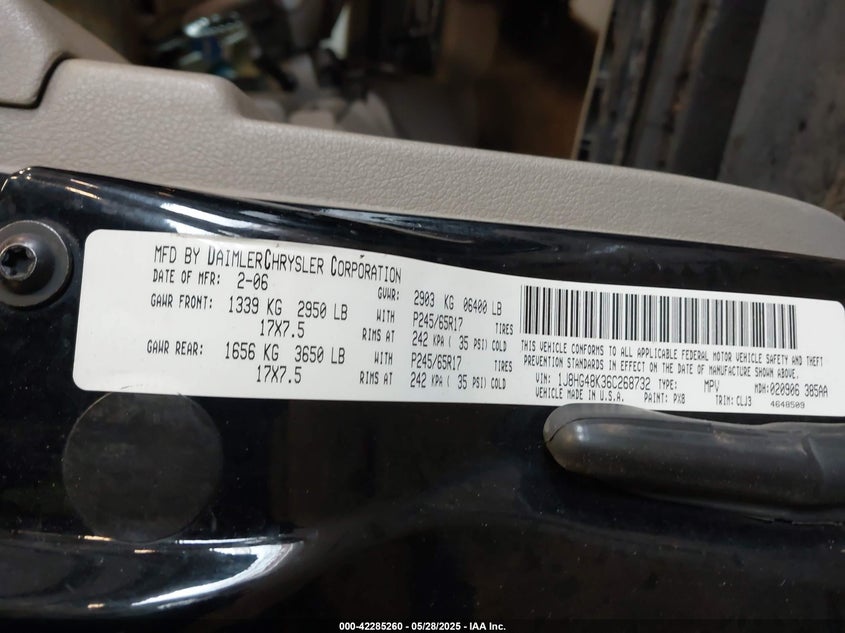 MFD BY DAIMLERCHRYSLER CORPORATION
DATE OF MFR: 2-06 GVWR: 2903 KG 06400 LB
GAWR FRONT: 1339 KG 2950 LB WITH P245/65R17 TIRES
17X7.5 RIMS AT 242 KPA ( 35 PSI) COLD
GAWR REAR: 1656 KG 3650 LB WITH P245/65R17 TIRES
17X7.5 RIMS AT 242 KPA ( 35 PSI) COLD
THIS VEHICLE CONFORMS TO ALL APPLICABLE FEDERAL MOTOR VEHICLE SAFETY AND THEFT
PREVENTION STANDARDS IN EFFECT ON THE DATE OF MANUFACTURE SHOWN ABOVE.
VIN: 1J8HG48K36C268732 TYPE: MPV MDH:020906 385AA
VEHICLE MADE IN U.S.A. PAINT: PX8 TRIM: CLJ3 4648509
000-42285260 - 05/28/2025 - IAA Inc.